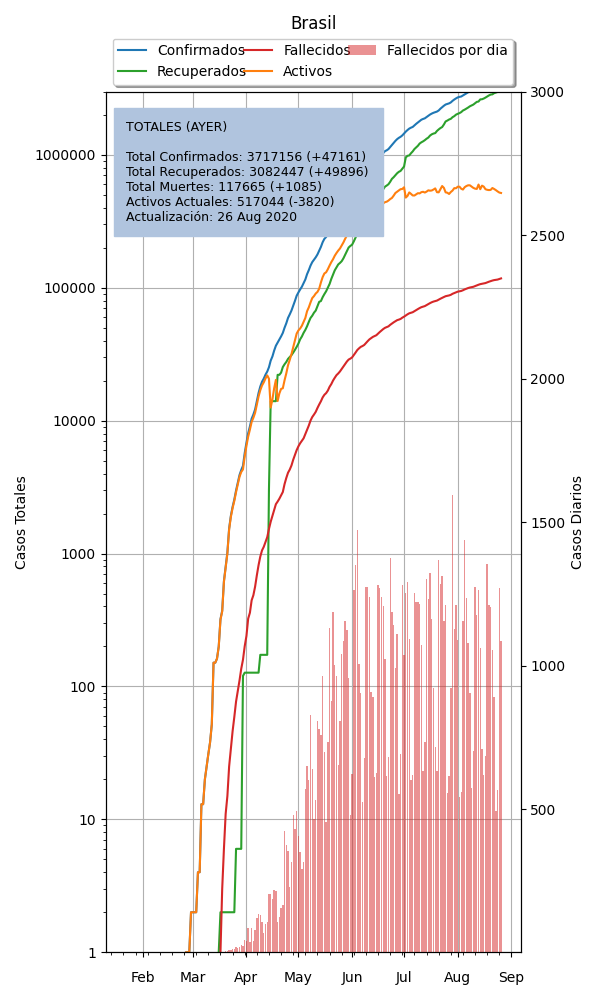 Brasil
Confirmados Fallecidos Fallecidos por dia
Recuperados Activos
TOTALES (AYER)
Total Confirmados: 3717156 (+47161)
Total Recuperados: 3082447 (+49896)
Total Muertes: 117665 (+1085)
Activos Actuales: 517044 (-3820)
Actualización: 26 Aug 2020
1000000
100000
10000
1000
100
10
1
Casos Totales
3000
2500
2000
1500
1000
500
Casos Diarios
Feb Mar Apr May Jun Jul Aug Sep